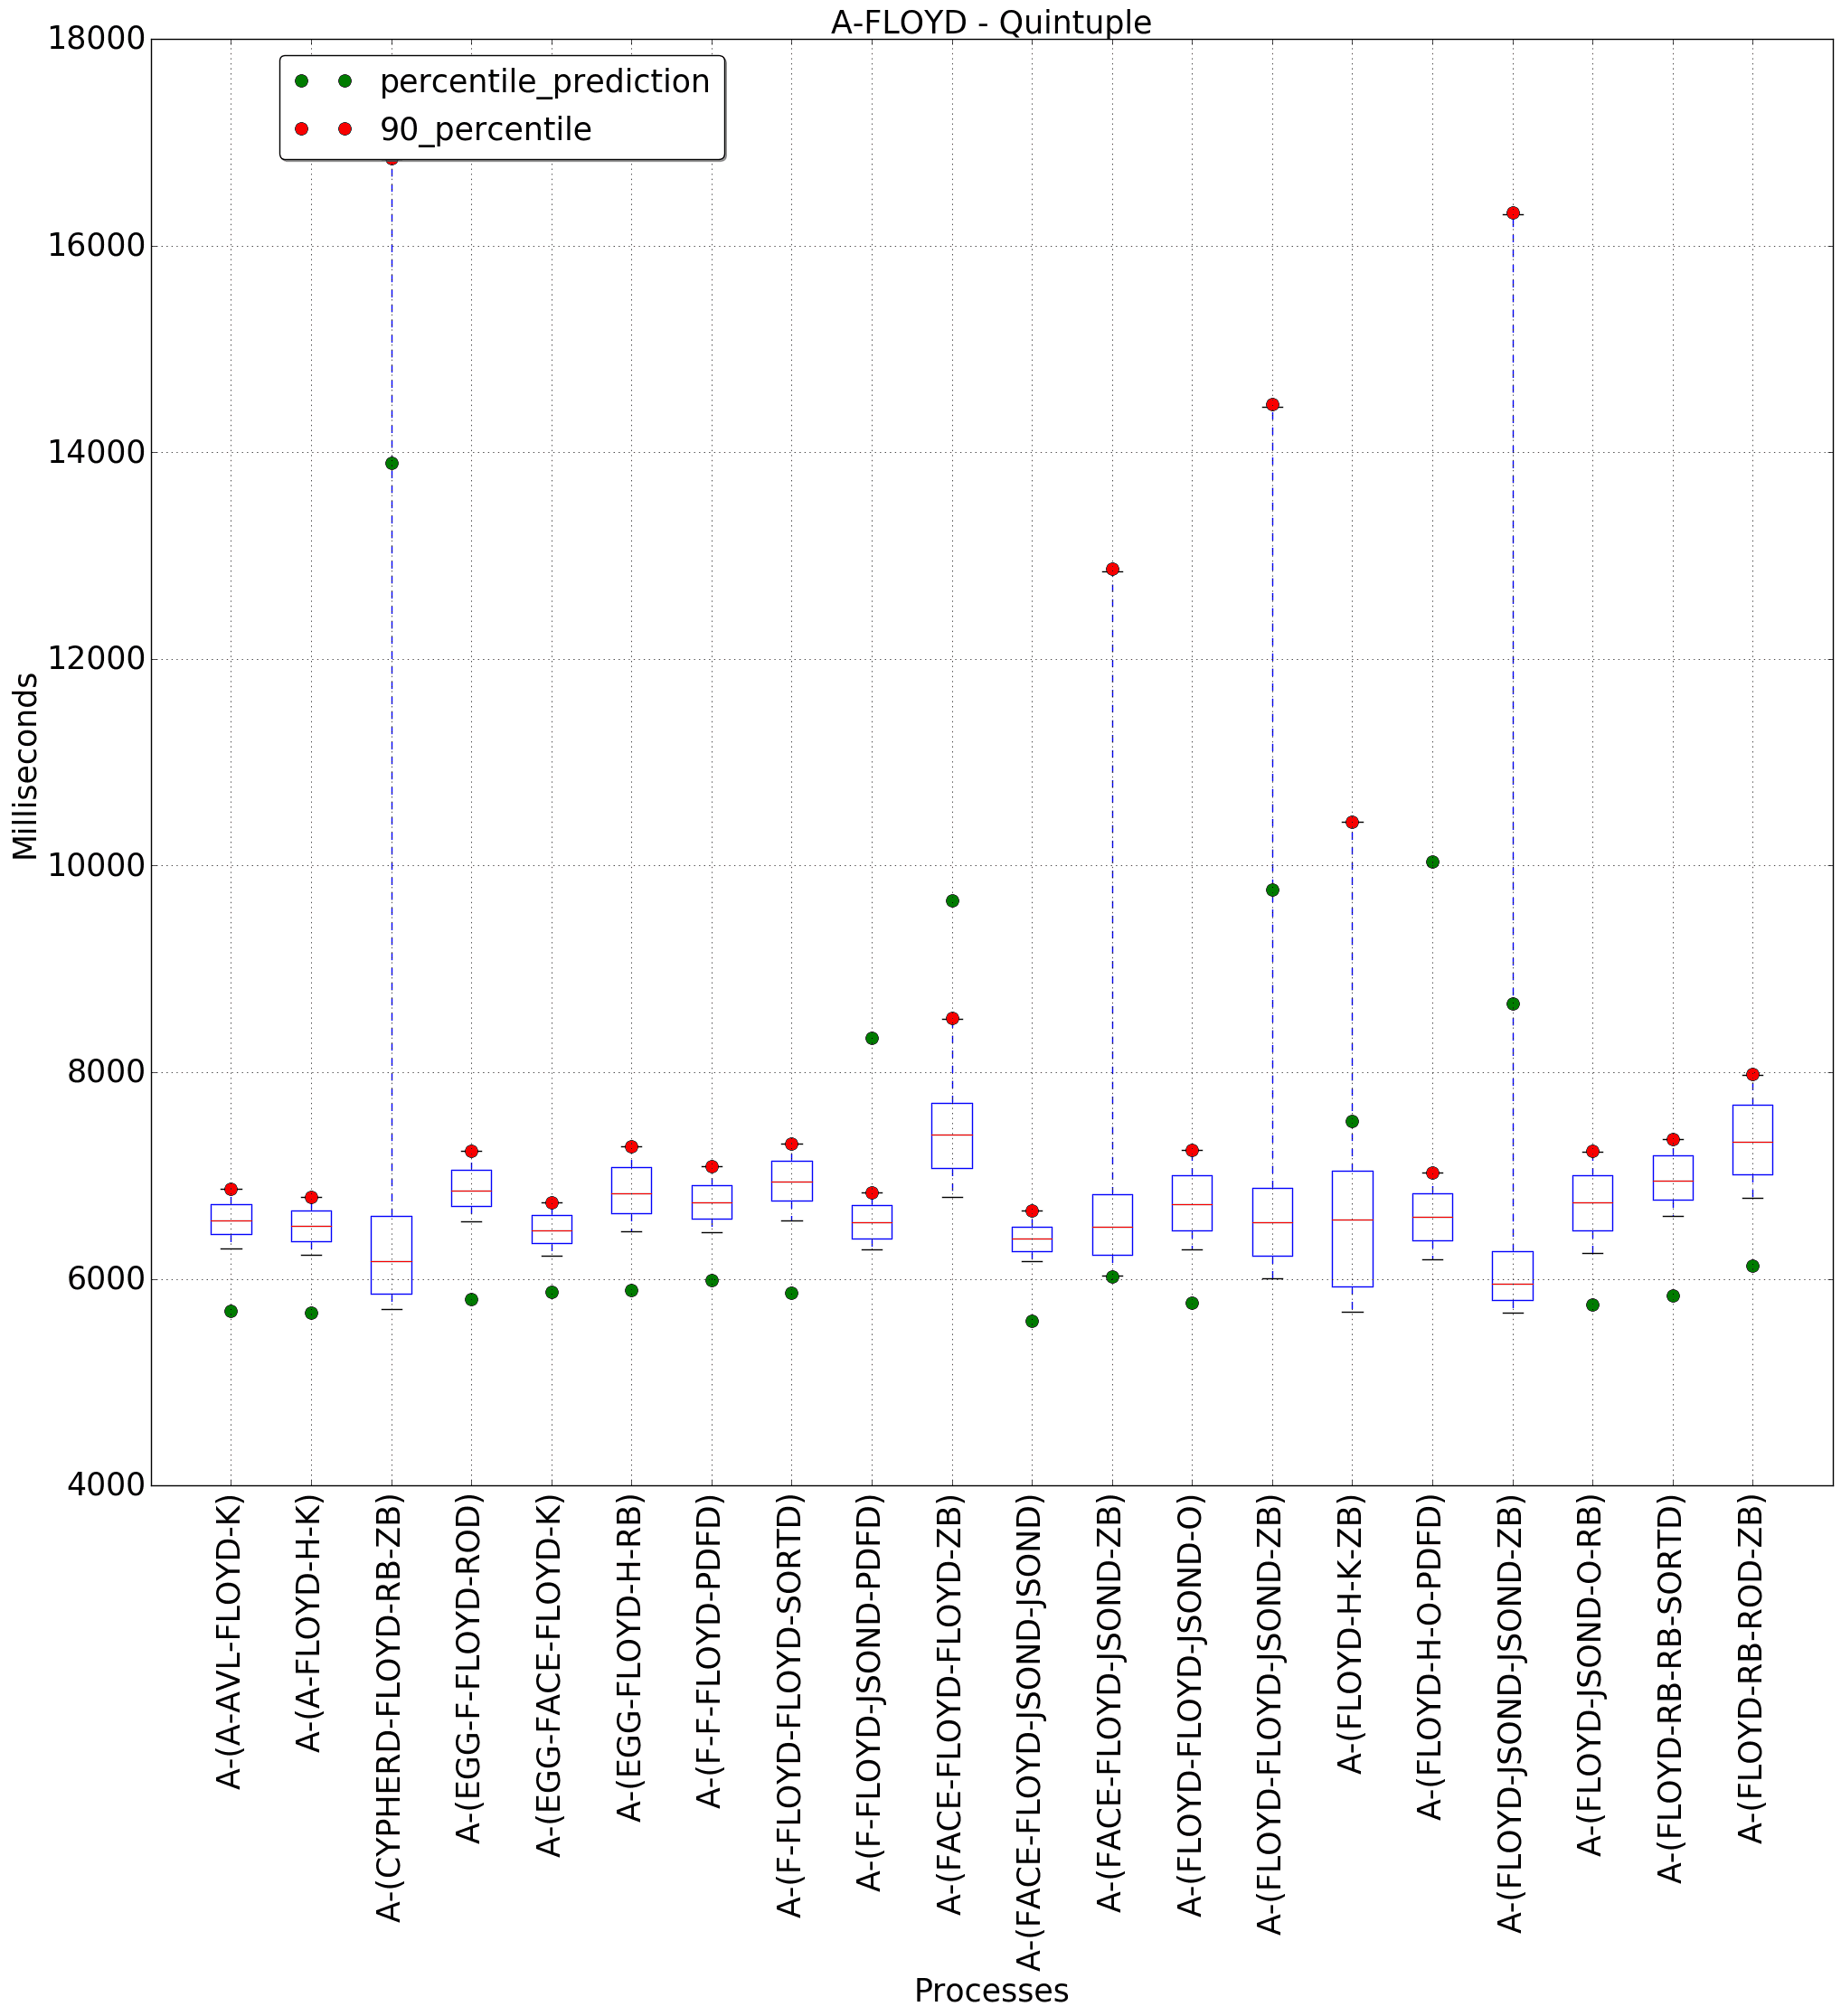 A-FLOYD - Quintuple
percentile_prediction
90_percentile
18000
16000
14000
12000
10000
8000
6000
4000
Milliseconds
A-(A-AVL-FLOYD-K)
A-(A-FLOYD-H-K)
A-(CYPHERD-FLOYD-RB-ZB)
A-(EGG-F-FLOYD-ROD)
A-(EGG-FACE-FLOYD-K)
A-(EGG-FLOYD-H-RB)
A-(F-F-FLOYD-PDFD)
A-(F-FLOYD-FLOYD-SORTD)
A-(F-FLOYD-JSOND-PDFD)
A-(FACE-FLOYD-FLOYD-ZB)
A-(FACE-FLOYD-JSOND-JSOND)
A-(FACE-FLOYD-JSOND-ZB)
A-(FLOYD-FLOYD-JSOND-O)
A-(FLOYD-FLOYD-JSOND-ZB)
A-(FLOYD-H-K-ZB)
A-(FLOYD-H-O-PDFD)
A-(FLOYD-JSOND-JSOND-ZB)
A-(FLOYD-JSOND-O-RB)
A-(FLOYD-RB-RB-SORTD)
A-(FLOYD-RB-ROD-ZB)
Processes